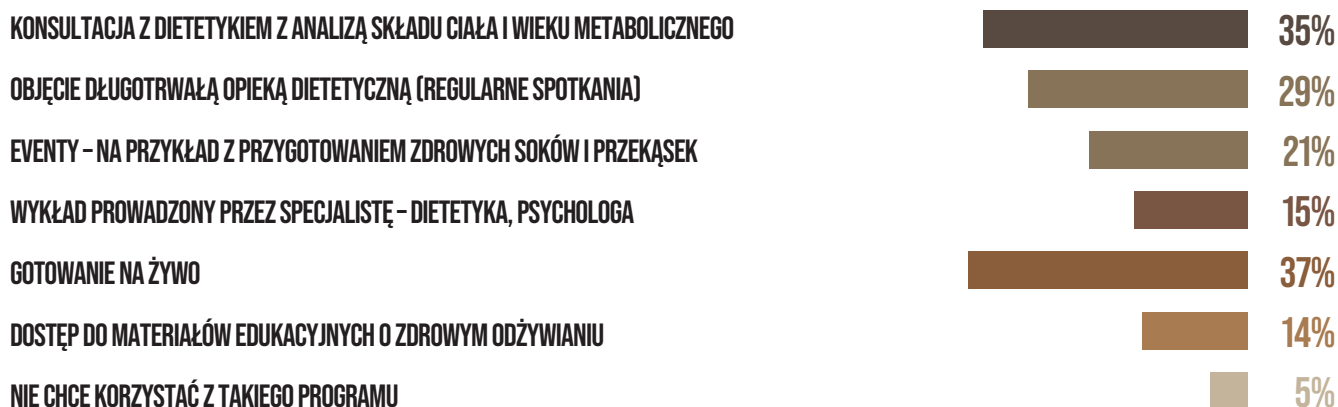 KONSULTACJA Z DIETETYKIEM Z ANALIZĄ SKŁADU CIAŁA I WIEKU METABOLICZNEGO 35%
OBJĘCIE DŁUGOTRWAŁĄ OPIEKĄ DIETETYCZNĄ (REGULARNE SPOTKANIA) 29%
EVENTY – NA PRZYKŁAD Z PRZYGOTOWANIEM ZDROWYCH SOKÓW I PRZEKĄSEK 21%
WYKŁAD PROWADZONY PRZEZ SPECJALISTĘ – DIETETYKA, PSYCHOLOGA 15%
GOTOWANIE NA ŻYWO 37%
DOSTĘP DO MATERIAŁÓW EDUKACYJNYCH O ZDROWYM ODŻYWIANIU 14%
NIE CHCE KORZYSTAĆ Z TAKIEGO PROGRAMU 5%